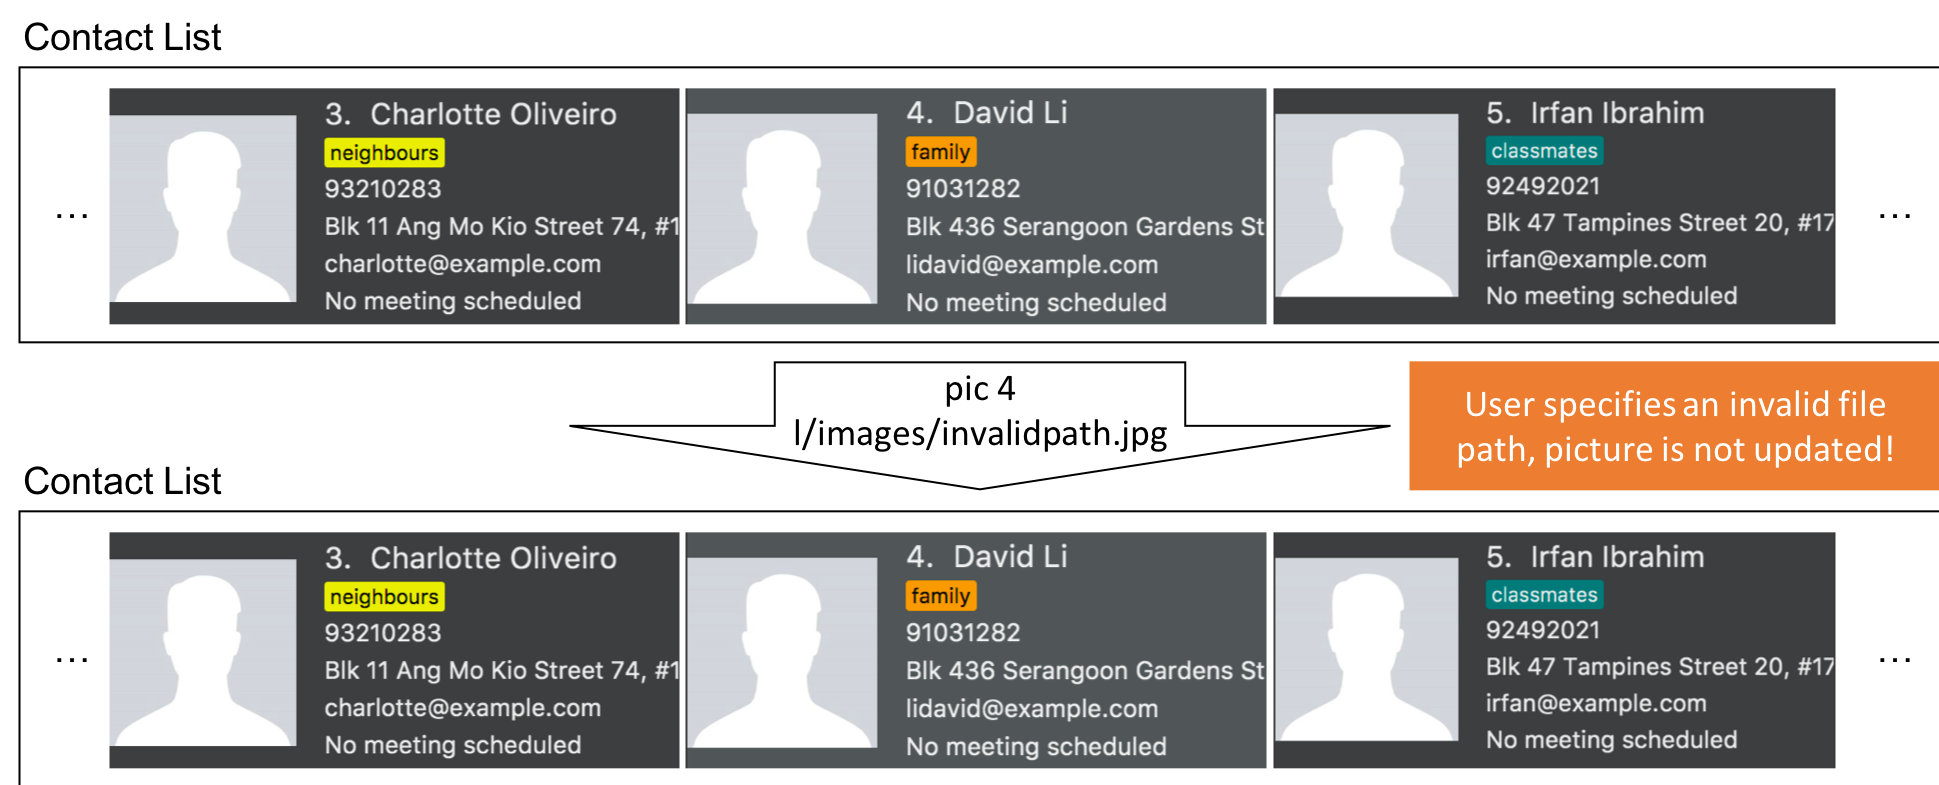 Contact List
...
3. Charlotte Oliveiro
neighbours
93210283
Blk 11 Ang Mo Kio Street 74, #1
charlotte@example.com
No meeting scheduled
4. David Li
family
91031282
Blk 436 Serangoon Gardens St
lidavid@example.com
No meeting scheduled
5. Irfan Ibrahim
classmates
92492021
Blk 47 Tampines Street 20, #17
irfan@example.com
No meeting scheduled
...
pic 4
l/images/invalidpath.jpg
User specifies an invalid file
path, picture is not updated!
Contact List
...
3. Charlotte Oliveiro
neighbours
93210283
Blk 11 Ang Mo Kio Street 74, #1
charlotte@example.com
No meeting scheduled
4. David Li
family
91031282
Blk 436 Serangoon Gardens St
lidavid@example.com
No meeting scheduled
5. Irfan Ibrahim
classmates
92492021
Blk 47 Tampines Street 20, #17
irfan@example.com
No meeting scheduled
...